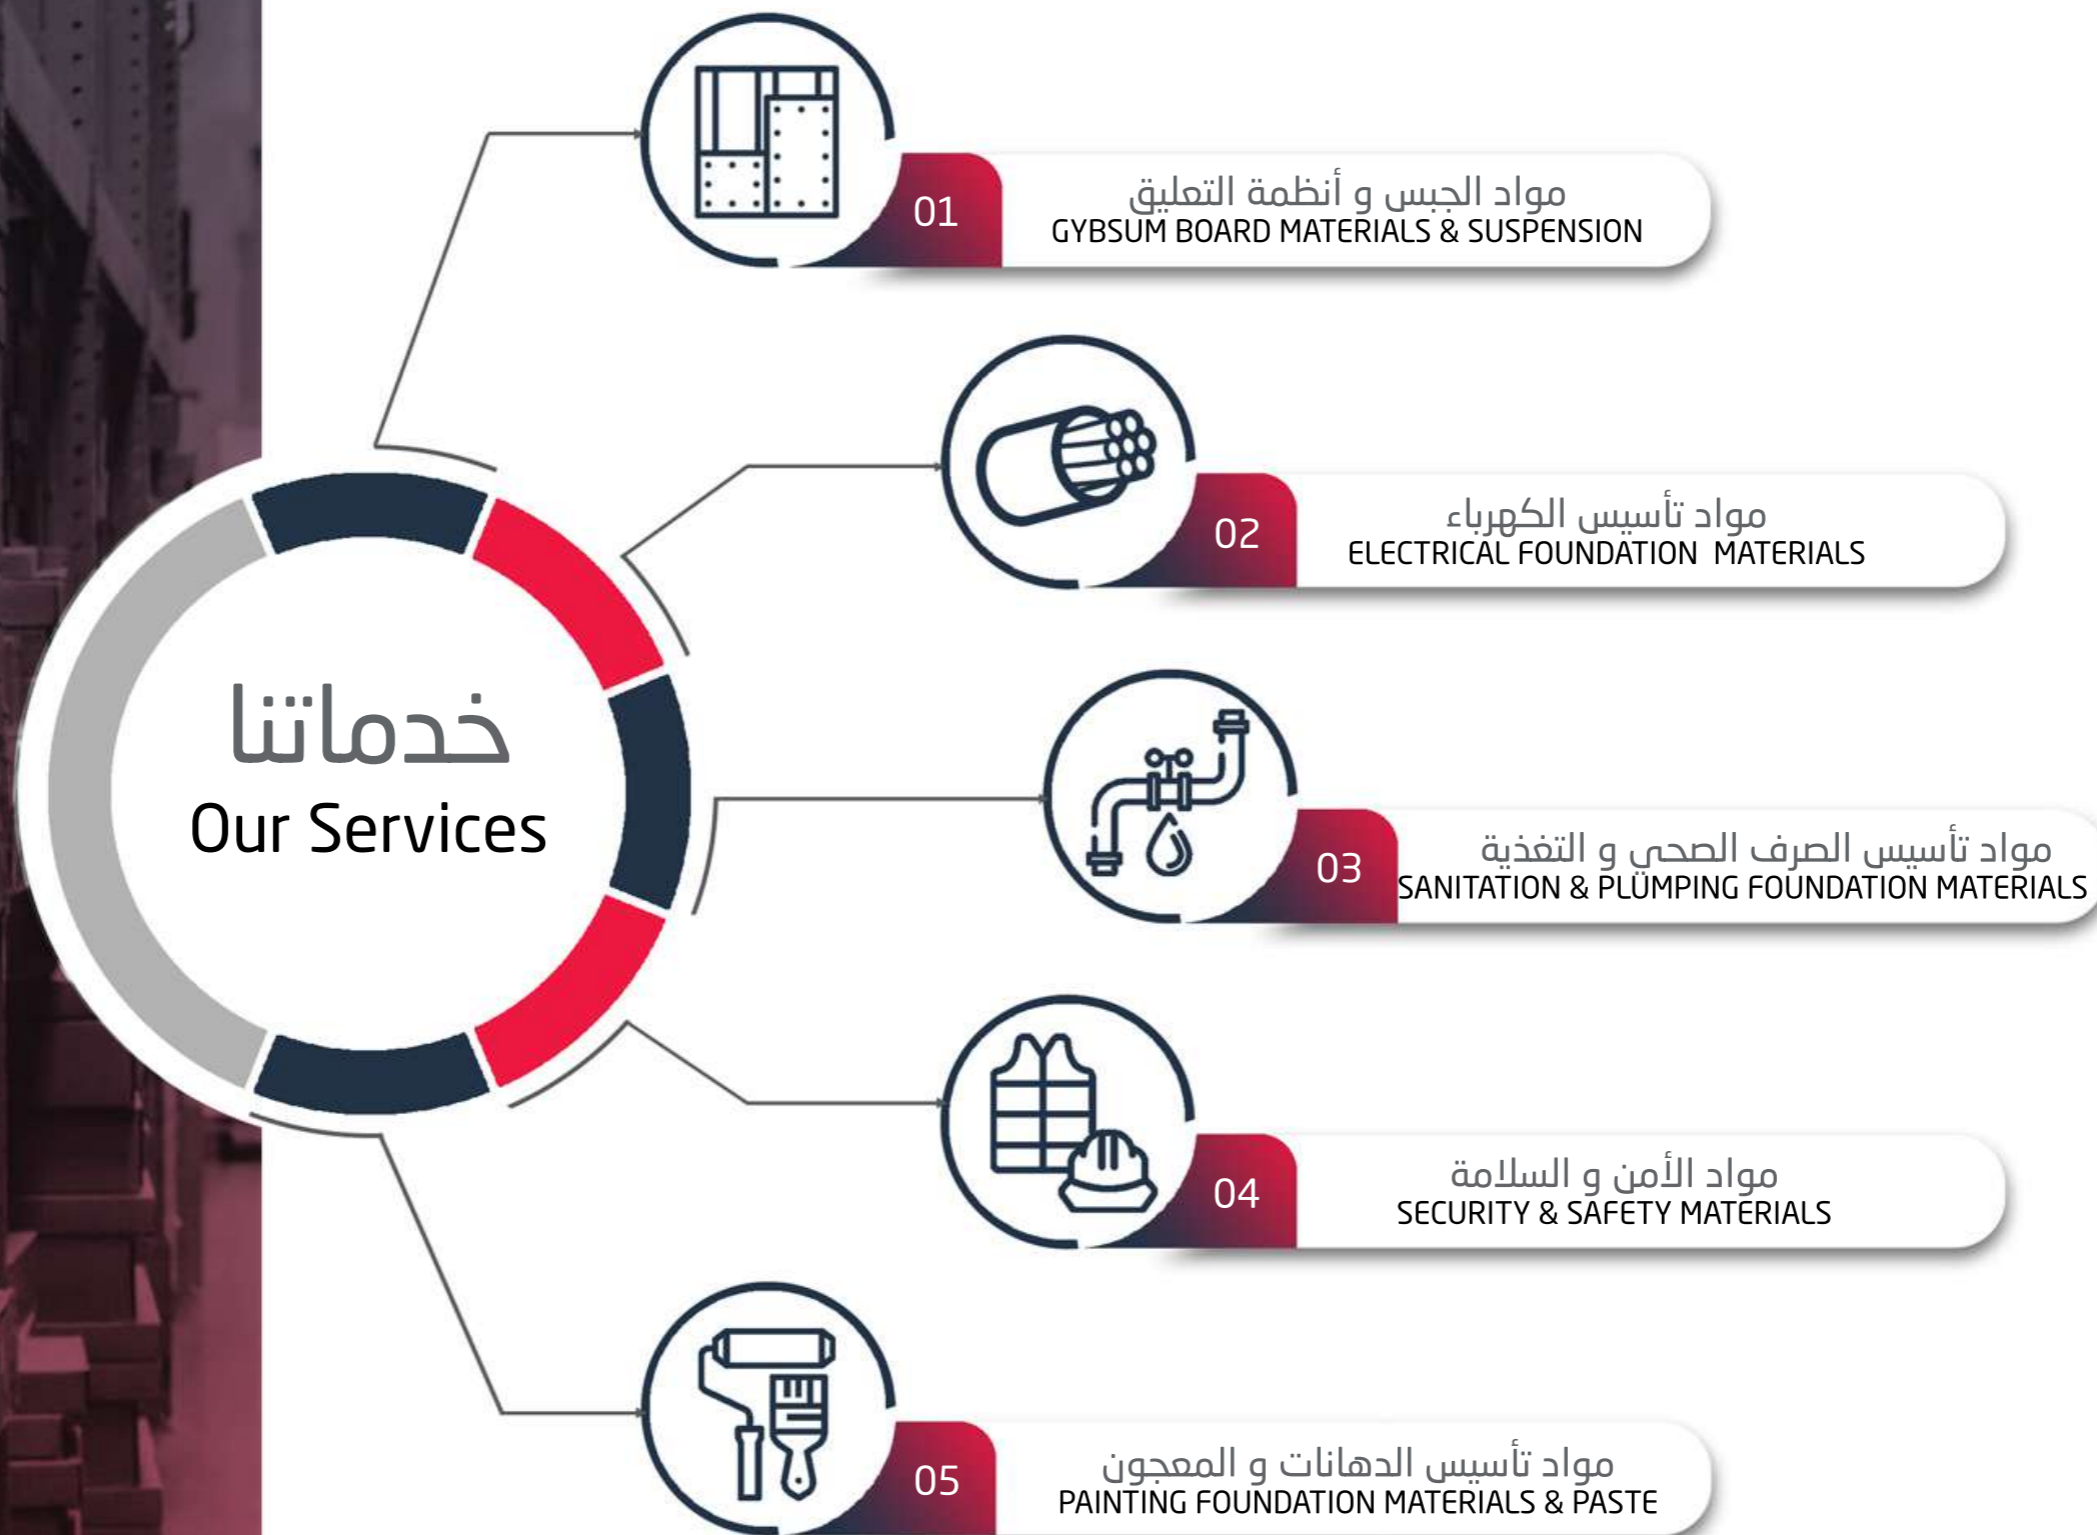 خدماتنا
Our Services
01
مواد الجبس و أنظمة التعليق
GYBSUM BOARD MATERIALS & SUSPENSION
02
مواد تأسيس الكهرباء
ELECTRICAL FOUNDATION MATERIALS
03
مواد تأسيس الصرف الصحي و التغذية
SANITATION & PLUMPING FOUNDATION MATERIALS
04
مواد الأمن و السلامة
SECURITY & SAFETY MATERIALS
05
مواد تأسيس الدهانات و المعجون
PAINTING FOUNDATION MATERIALS & PASTE